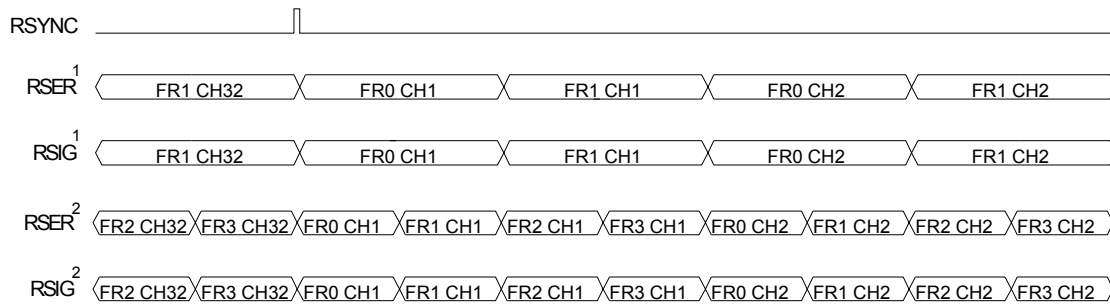 RSYNC
RSER1 FR1 CH32 FR0 CH1 FR1 CH1 FR0 CH2 FR1 CH2
RSIG1 FR1 CH32 FR0 CH1 FR1 CH1 FR0 CH2 FR1 CH2
RSER2 FR2 CH32 FR3 CH32 FR0 CH1 FR1 CH1 FR2 CH1 FR3 CH1 FR0 CH2 FR1 CH2 FR2 CH2 FR3 CH2
RSIG2 FR2 CH32 FR3 CH32 FR0 CH1 FR1 CH1 FR2 CH1 FR3 CH1 FR0 CH2 FR1 CH2 FR2 CH2 FR3 CH2